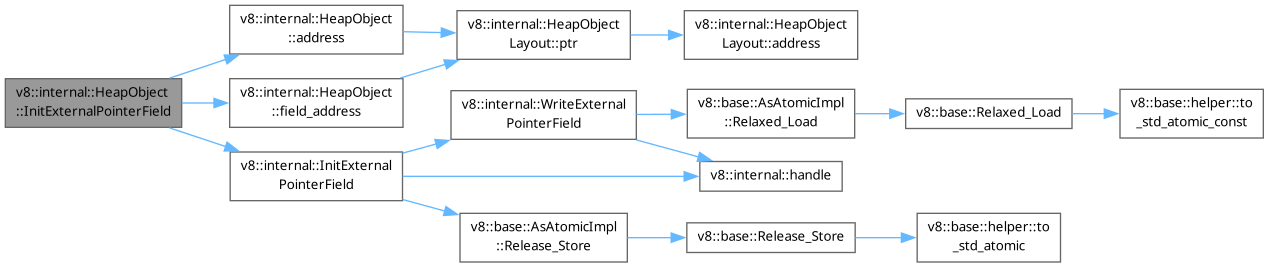 v8::internal::HeapObject
::InitExternalPointerField
v8::internal::HeapObject
::address
v8::internal::HeapObject
::field_address
v8::internal::InitExternal
PointerField
v8::internal::HeapObject
Layout::ptr
v8::internal::WriteExternal
PointerField
v8::base::AsAtomicImpl
::Release_Store
v8::internal::HeapObject
Layout::address
v8::base::AsAtomicImpl
::Relaxed_Load
v8::internal::handle
v8::base::Release_Store
v8::base::Relaxed_Load
v8::base::helper::to
_std_atomic
v8::base::helper::to
_std_atomic_const